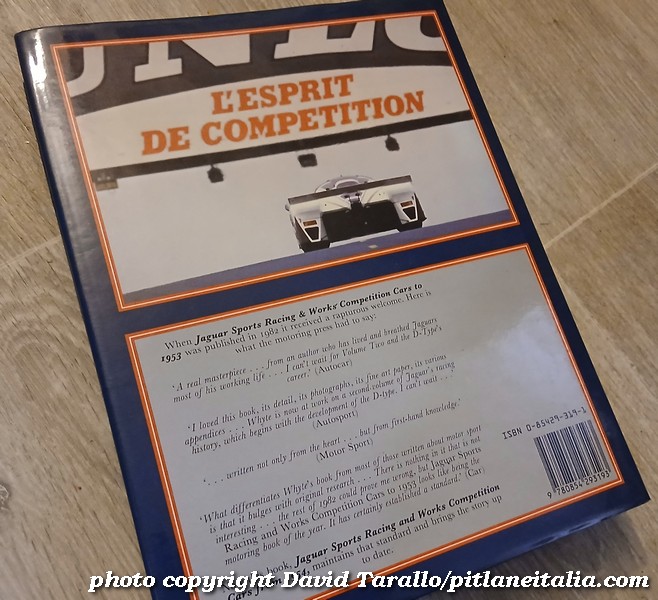 L'ESPRIT
DE COMPETITION
When Jaguar Sports Racing & Works Competition Cars to
1953 was published in 1982 it received a rapturous welcome. Here is
what the motoring press had to say:
'A real masterpiece . . . from an author who has lived and breathed Jaguars
most of his working life . . . I can't wait for Volume Two and the D-Type's
career.' (Autocar)
'I loved this book, its detail, its photographs, its fine art paper, its various
appendices . . . Whyte is now at work on a second volume of Jaguar's racing
history, which begins with the development of the D-type. I can't wait . . .'
(Autosport)
'. . . written not only from the heart . . . but from first-hand knowledge.'
(Motor Sport)
'What differentiates Whyte's book from most of those written about motor sport
is that it bulges with original research . . . There is nothing in it that is not
interesting . . . the rest of 1982 could prove me wrong, but Jaguar Sports
Racing and Works Competition Cars to 1953 looks like being the
motoring book of the year. It has certainly established a standard.' (Car)
book, Jaguar Sports Racing and Works Competition
Cars 54, maintains that standard and brings the story up
to date.
ISBN 0-85429-319-1
9 780854 293193
photo copyright David Tarallo/pitlaneitalia.com